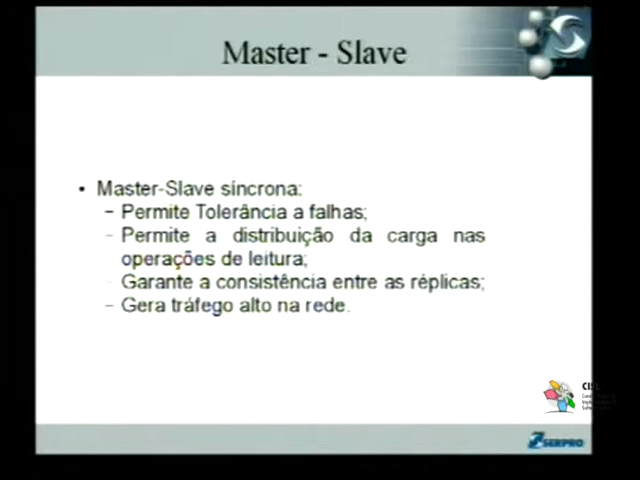 Master - Slave
• Master-Slave síncrona:
– Permite Tolerância a falhas;
– Permite a distribuição da carga nas
operações de leitura;
– Garante a consistência entre as réplicas;
– Gera tráfego alto na rede.
SERPRO